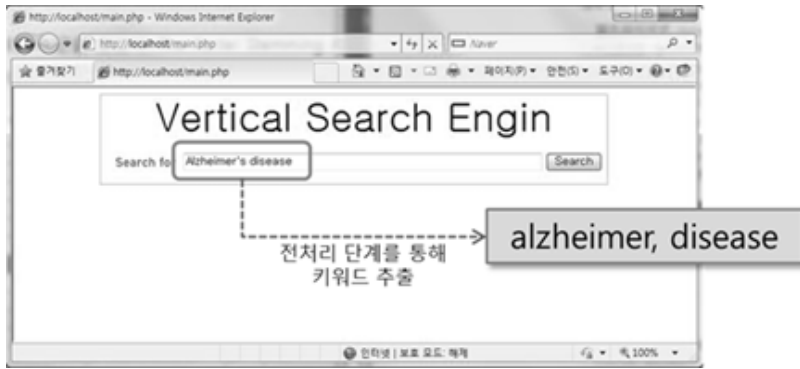 http://localhost/main.php - Windows Internet Explorer
http://localhost/main.php
Naver
즐겨찾기
http://localhost/main.php
페이지(P)
안전(S)
도구(O)
Vertical Search Engin
Search fo
Alzheimer's disease
Search
alzheimer, disease
전처리 단계를 통해
키워드 추출
인터넷 | 보호 모드: 해제
100%